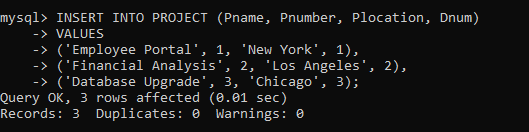 mysql> INSERT INTO PROJECT (Pname, Pnumber, Plocation, Dnum)
    -> VALUES
    -> ('Employee Portal', 1, 'New York', 1),
    -> ('Financial Analysis', 2, 'Los Angeles', 2),
    -> ('Database Upgrade', 3, 'Chicago', 3);
Query OK, 3 rows affected (0.01 sec)
Records: 3  Duplicates: 0  Warnings: 0